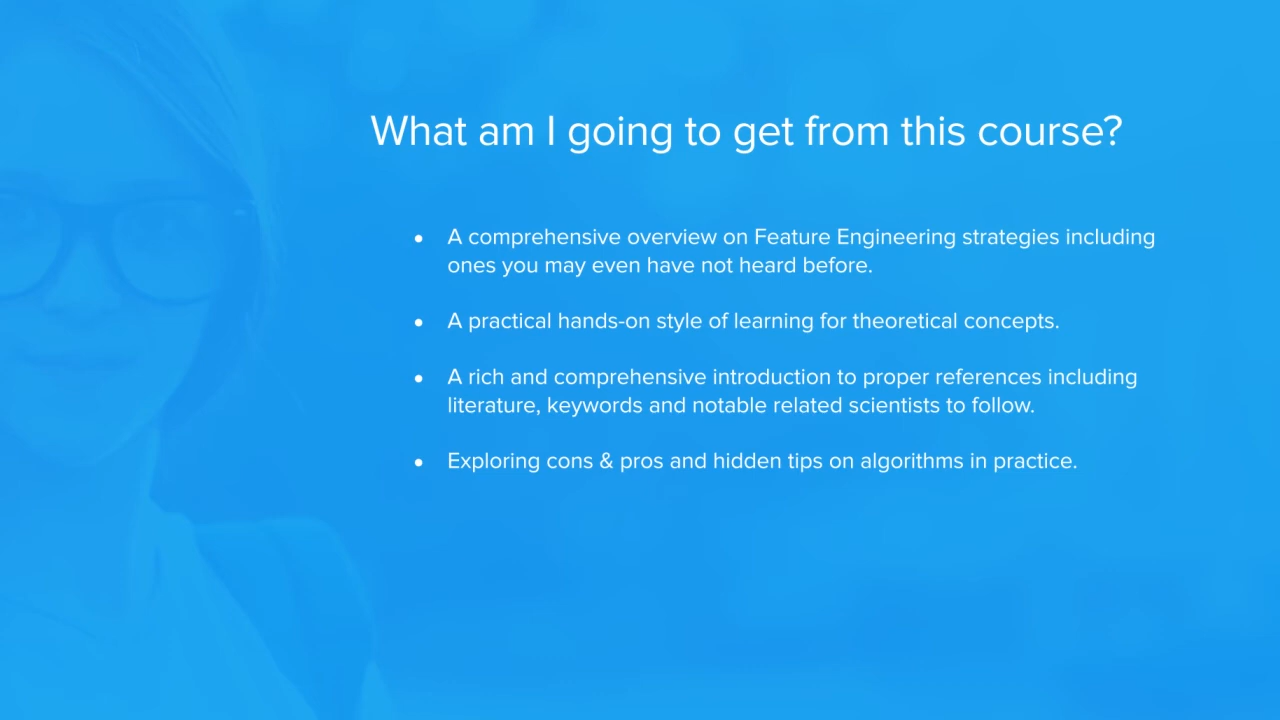 What am I going to get from this course?
• A comprehensive overview on Feature Engineering strategies including
ones you may even have not heard before.
• A practical hands-on style of learning for theoretical concepts.
• A rich and comprehensive introduction to proper references including
literature, keywords and notable related scientists to follow.
• Exploring cons & pros and hidden tips on algorithms in practice.